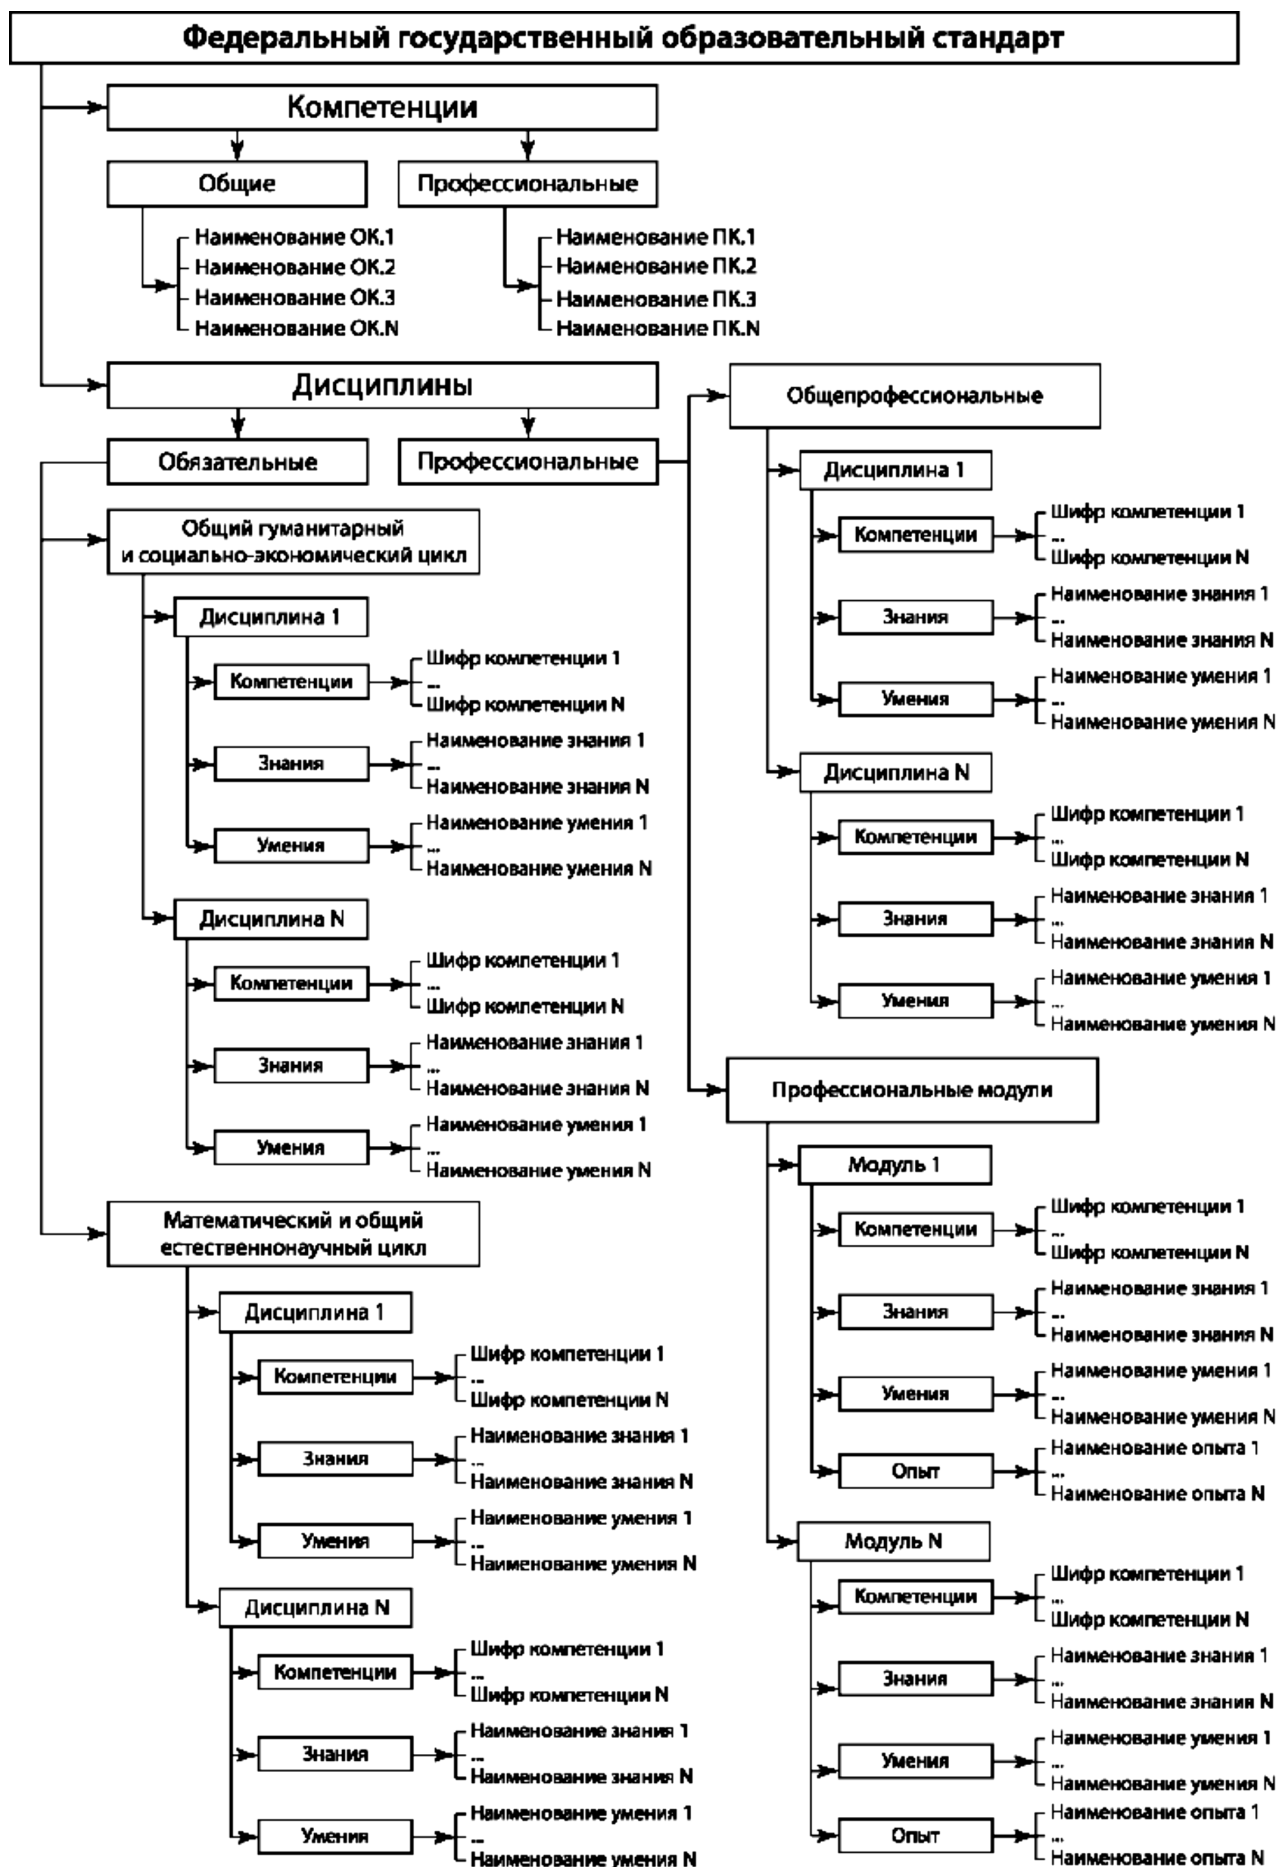 Федеральный государственный образовательный стандарт
Компетенции
Общие
Профессиональные
Наименование ОК.1
Наименование ОК.2
Наименование ОК.3
Наименование ОК.N
Наименование ПК.1
Наименование ПК.2
Наименование ПК.3
Наименование ПК.N
Дисциплины
Обязательные
Профессиональные
Общий гуманитарный
и социально-экономический цикл
Дисциплина 1
Компетенции
Шифр компетенции 1
...
Шифр компетенции N
Знания
Наименование знания 1
...
Наименование знания N
Умения
Наименование умения 1
...
Наименование умения N
Дисциплина N
Компетенции
Шифр компетенции 1
...
Шифр компетенции N
Знания
Наименование знания 1
...
Наименование знания N
Умения
Наименование умения 1
...
Наименование умения N
Математический и общий
естественнонаучный цикл
Дисциплина 1
Компетенции
Шифр компетенции 1
...
Шифр компетенции N
Знания
Наименование знания 1
...
Наименование знания N
Умения
Наименование умения 1
...
Наименование умения N
Дисциплина N
Компетенции
Шифр компетенции 1
...
Шифр компетенции N
Знания
Наименование знания 1
...
Наименование знания N
Умения
Наименование умения 1
...
Наименование умения N
Общепрофессиональные
Дисциплина 1
Компетенции
Шифр компетенции 1
...
Шифр компетенции N
Знания
Наименование знания 1
...
Наименование знания N
Умения
Наименование умения 1
...
Наименование умения N
Дисциплина N
Компетенции
Шифр компетенции 1
...
Шифр компетенции N
Знания
Наименование знания 1
...
Наименование знания N
Умения
Наименование умения 1
...
Наименование умения N
Профессиональные модули
Модуль 1
Компетенции
Шифр компетенции 1
...
Шифр компетенции N
Знания
Наименование знания 1
...
Наименование знания N
Умения
Наименование умения 1
...
Наименование умения N
Опыт
Наименование опыта 1
...
Наименование опыта N
Модуль N
Компетенции
Шифр компетенции 1
...
Шифр компетенции N
Знания
Наименование знания 1
...
Наименование знания N
Умения
Наименование умения 1
...
Наименование умения N
Опыт
Наименование опыта 1
...
Наименование опыта N